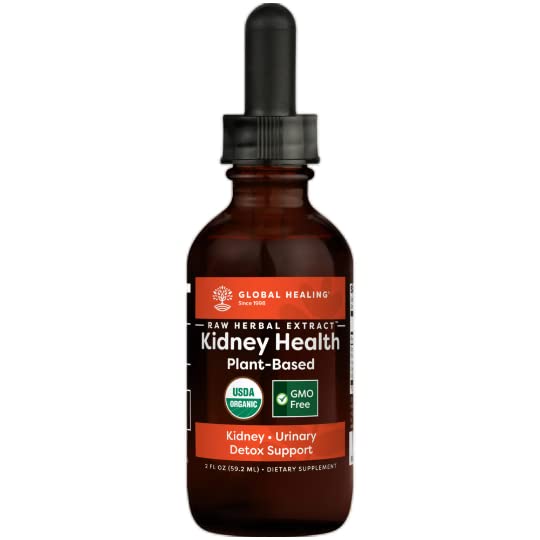 GLOBAL HEALING®
Since 1998
RAW HERBAL EXTRACT™
Kidney Health
Plant-Based
USDA
ORGANIC
GMO
Free
Kidney • Urinary
Detox Support
2 FL OZ (59.2 ML) • DIETARY SUPPLEMENT